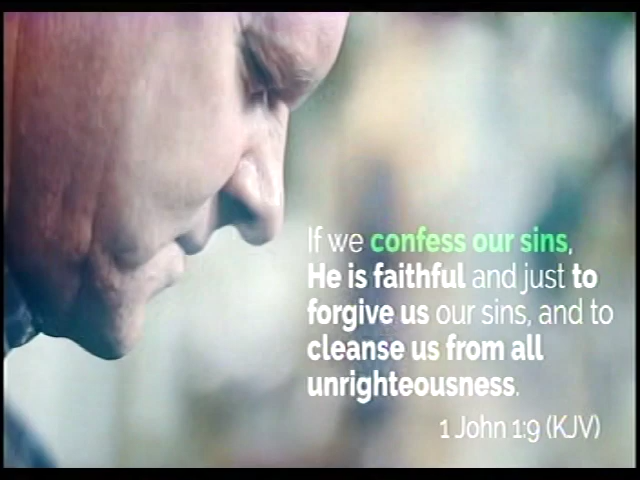 If we confess our sins,
He is faithful and just to
forgive us our sins, and to
cleanse us from all
unrighteousness.
1 John 1:9 (KJV)